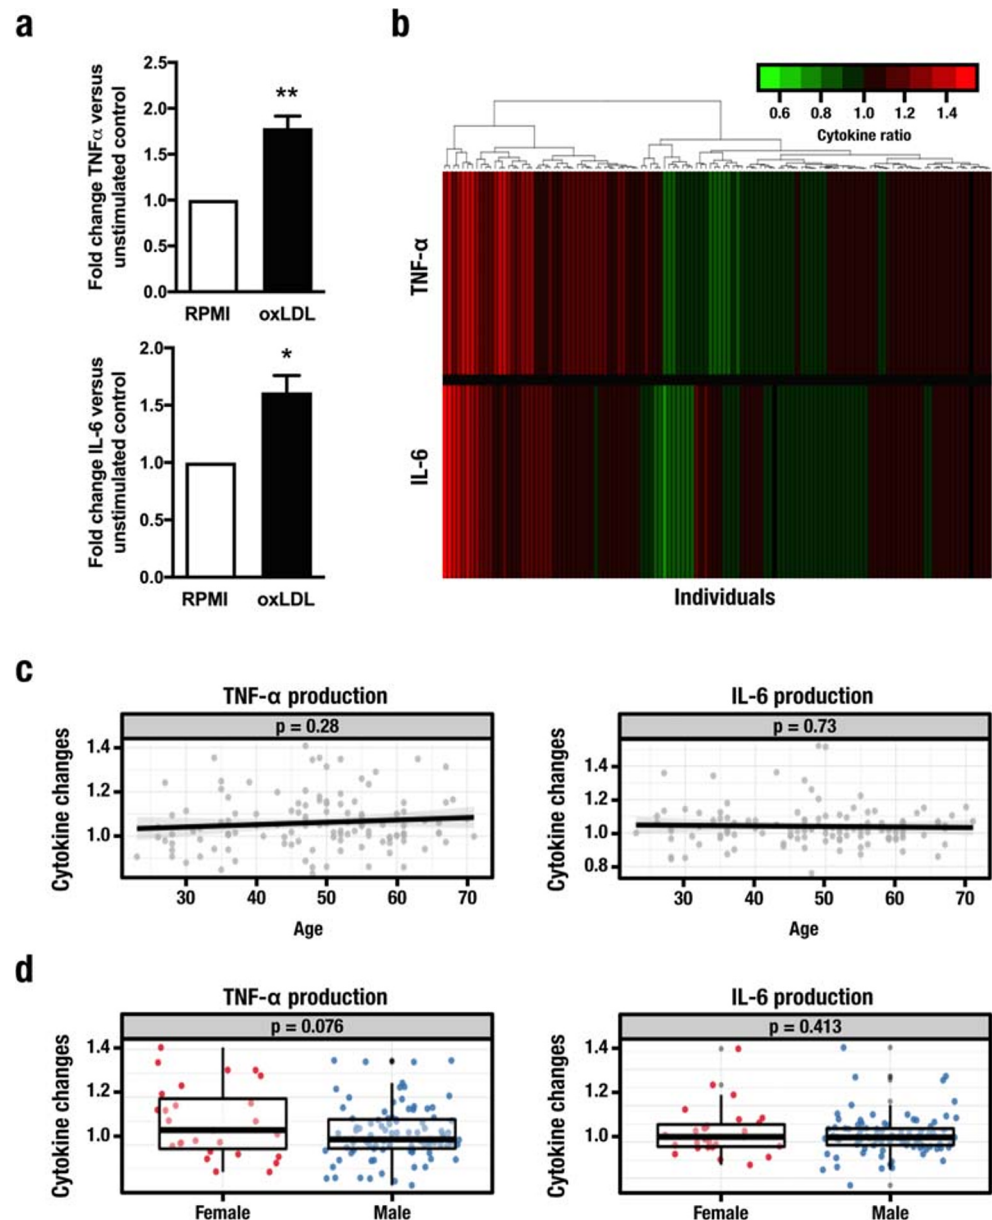 a
Fold change TNFα versus
unstimulated control
2.5
2.0
1.5
1.0
0.5
0.0
**
RPMI oxLDL
Fold change IL-6 versus
unstimulated control
2.0
1.5
1.0
0.5
0.0
*
RPMI oxLDL
b
0.6 0.8 1.0 1.2 1.4
Cytokine ratio
TNF-α
IL-6
Individuals
c
TNF-α production
p = 0.28
Cytokine changes
1.4
1.2
1.0
30 40 50 60 70
Age
IL-6 production
p = 0.73
Cytokine changes
1.4
1.2
1.0
0.8
30 40 50 60 70
Age
d
TNF-α production
p = 0.076
Cytokine changes
1.4
1.2
1.0
Female Male
IL-6 production
p = 0.413
Cytokine changes
1.4
1.2
1.0
Female Male